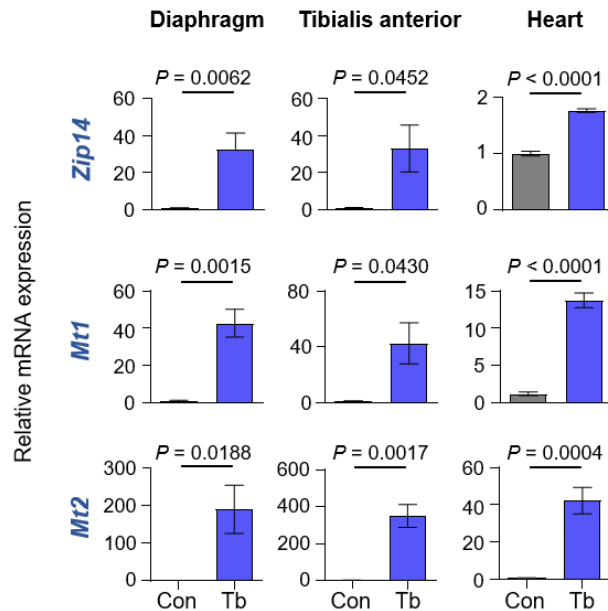 Diaphragm Tibialis anterior Heart
P = 0.0062 P = 0.0452 P < 0.0001
Zip14
60 40 20 0
60 40 20 0
2 1 0
Relative mRNA expression
P = 0.0015 P = 0.0430 P < 0.0001
Mt1
60 40 20 0
80 40 0
15 10 5 0
P = 0.0188 P = 0.0017 P = 0.0004
Mt2
300 200 100 0
600 400 200 0
60 40 20 0
Con Tb Con Tb Con Tb